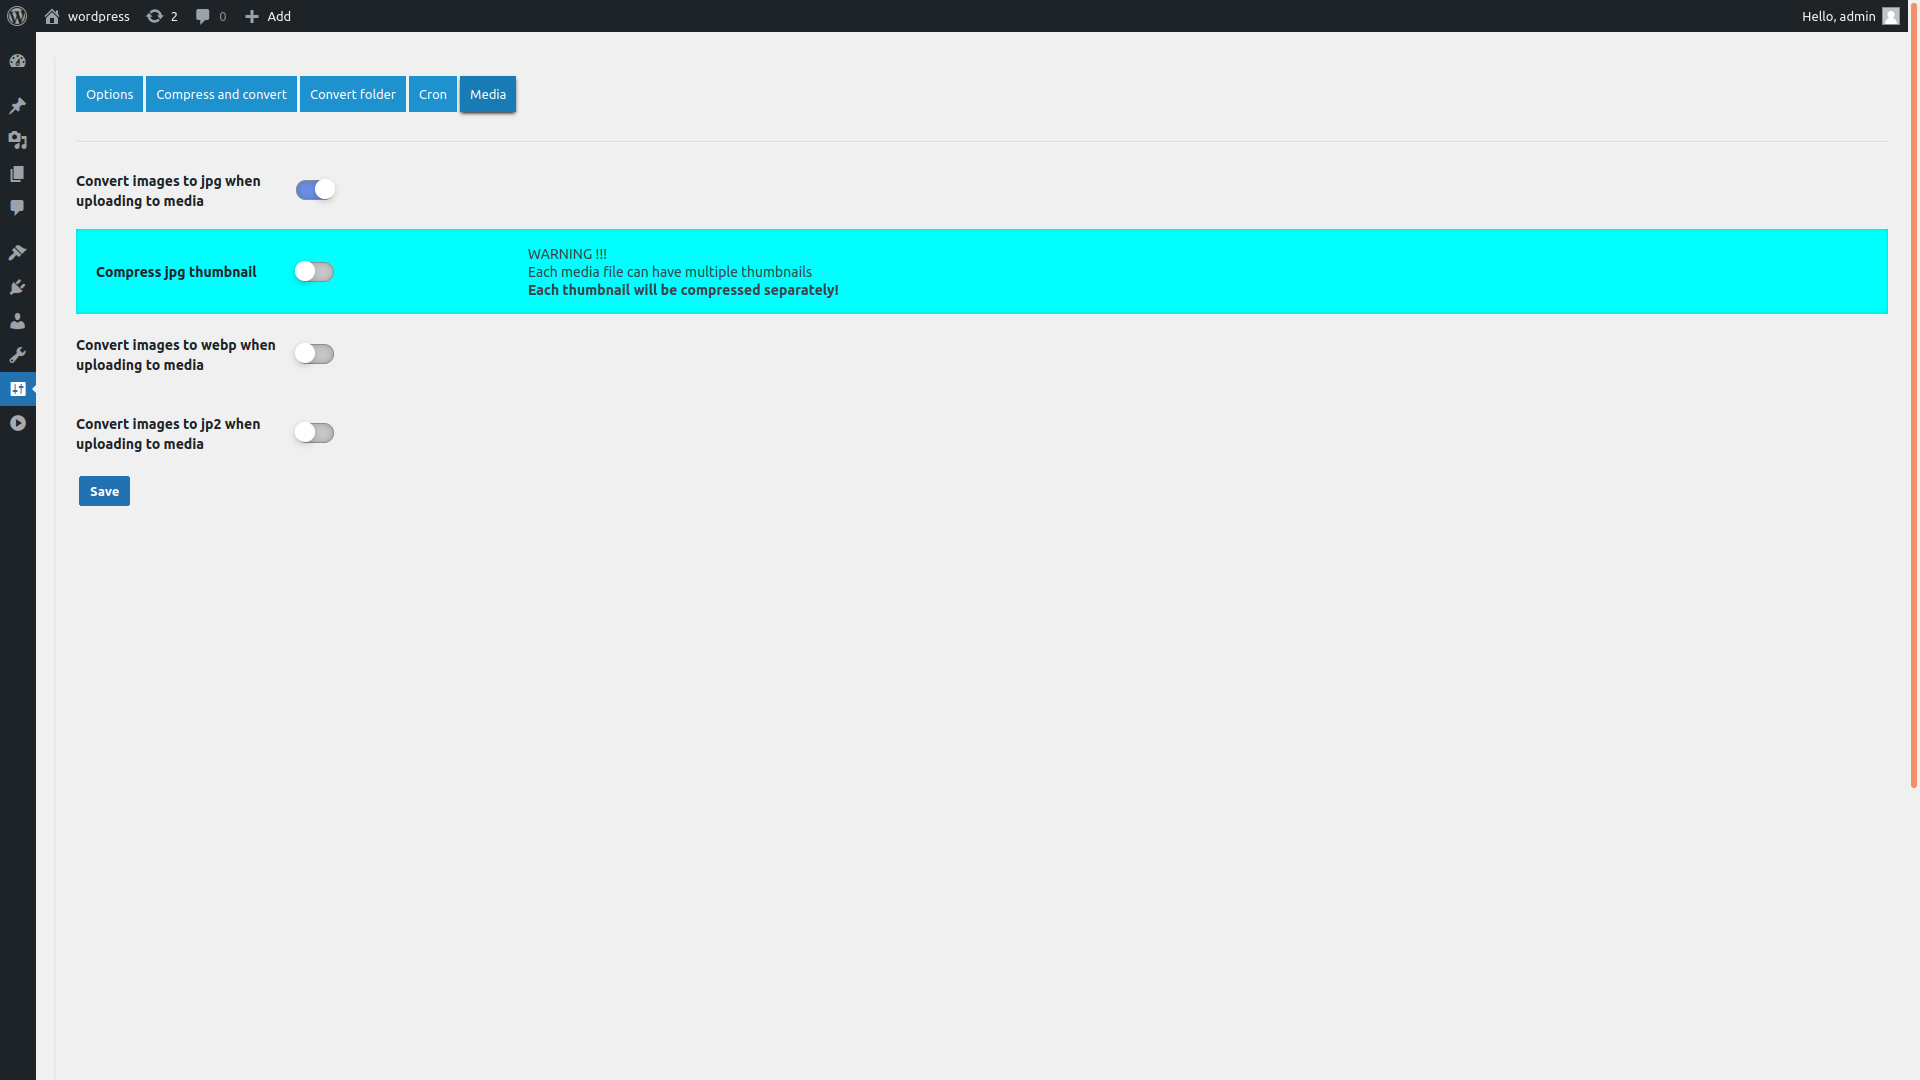 wordpress 2 0 Add Hello, admin
Options Compress and convert Convert folder Cron Media
Convert images to jpg when
uploading to media
WARNING !!!
Compress jpg thumbnail Each media file can have multiple thumbnails
Each thumbnail will be compressed separately!
Convert images to webp when
uploading to media
Convert images to jp2 when
uploading to media
Save